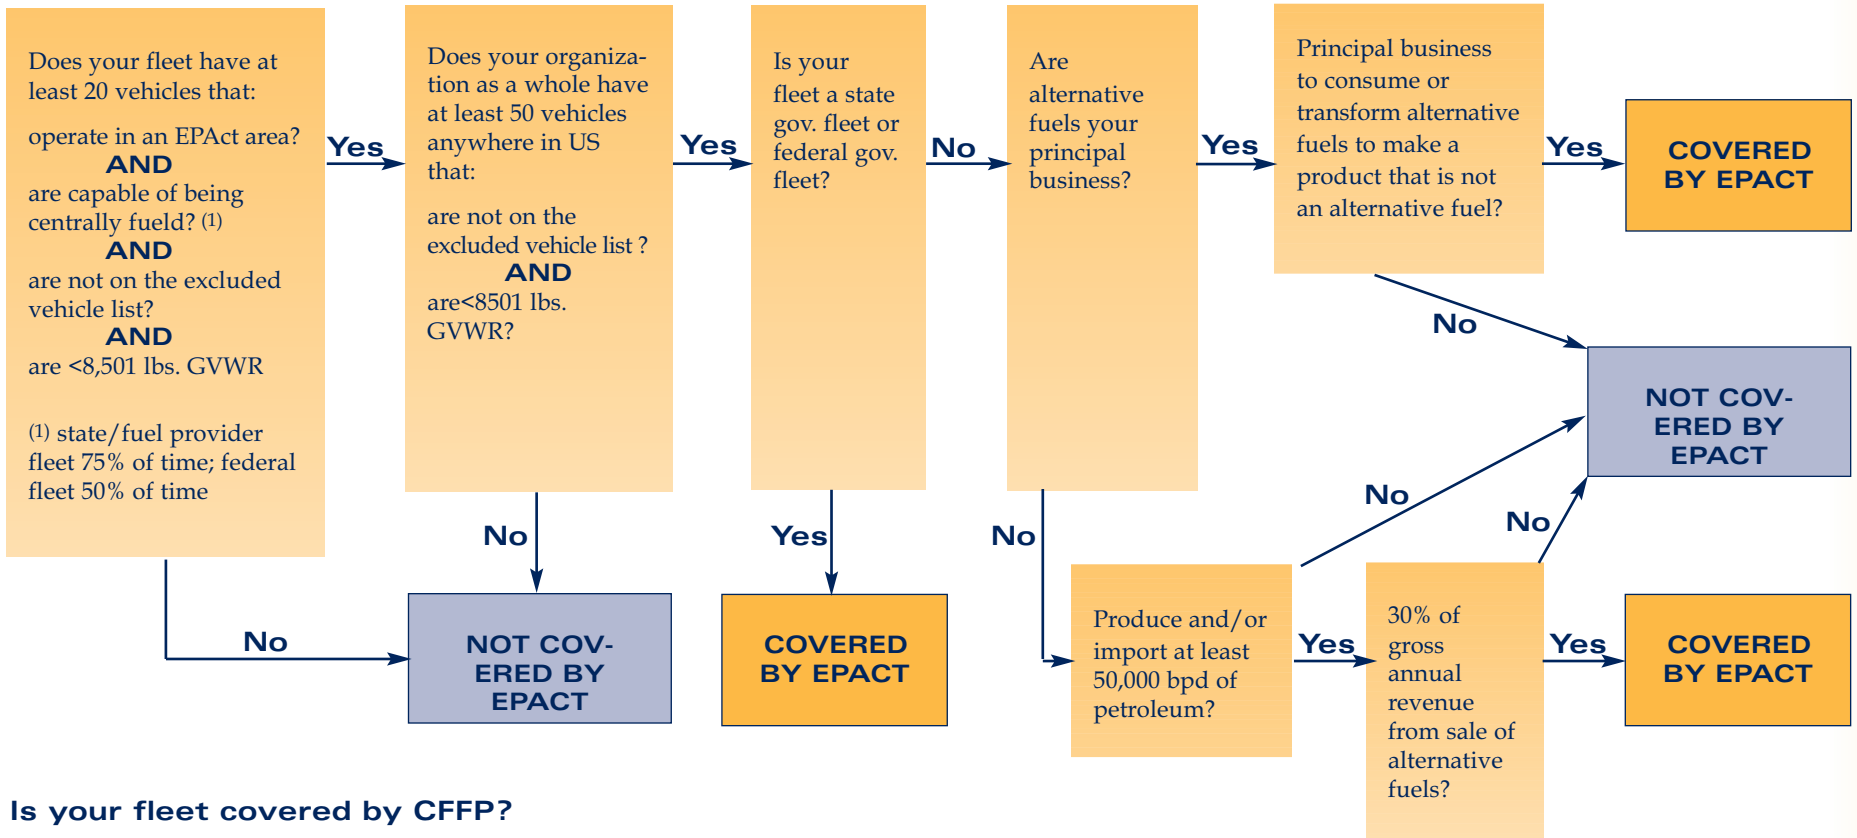 Does your fleet have at
least 20 vehicles that:
operate in an EPAct area?
AND
are capable of being
centrally fueld? (1)
AND
are not on the excluded
vehicle list?
AND
are <8,501 lbs. GVWR
(1) state/fuel provider
fleet 75% of time; federal
fleet 50% of time
Yes
No
Does your organiza-
tion as a whole have
at least 50 vehicles
anywhere in US
that:
are not on the
excluded vehicle list ?
AND
are<8501 lbs.
GVWR?
Yes
No
NOT COV-
ERED BY
EPACT
Is your
fleet a state
gov. fleet or
federal gov.
fleet?
No
Yes
COVERED
BY EPACT
Are
alternative
fuels your
principal
business?
Yes
No
Principal business
to consume or
transform alternative
fuels to make a
product that is not
an alternative fuel?
Yes
COVERED
BY EPACT
No
NOT COV-
ERED BY
EPACT
Produce and/or
import at least
50,000 bpd of
petroleum?
No
Yes
30% of
gross
annual
revenue
from sale of
alternative
fuels?
No
Yes
COVERED
BY EPACT
Is your fleet covered by CFFP?